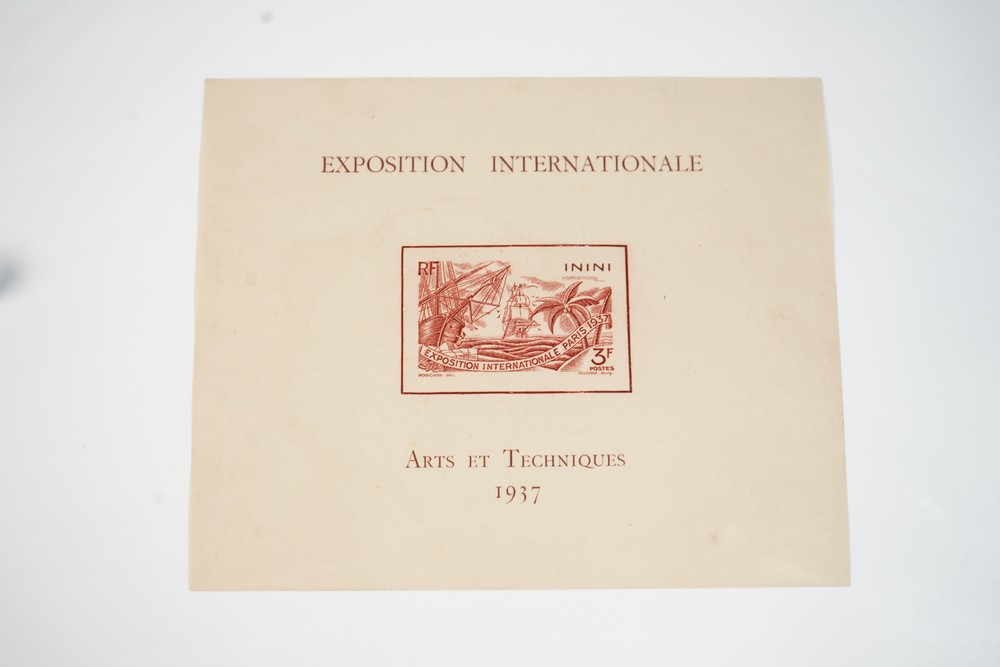 EXPOSITION INTERNATIONALE
RF
ININI
EXPOSITION INTERNATIONALE PARIS 1937
3F
POSTES
Arts et Techniques
1937